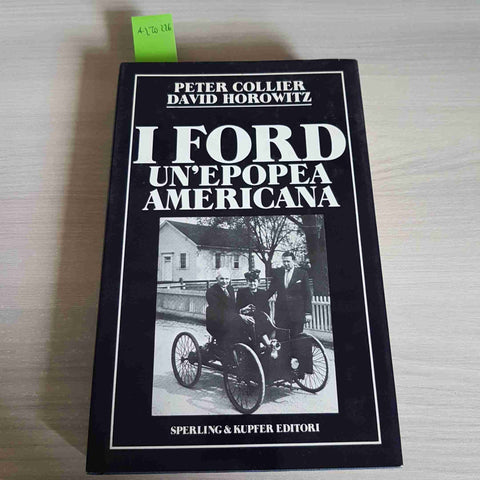 PETER COLLIER
DAVID HOROWITZ
I FORD
UN'EPOPEA
AMERICANA
SPERLING & KUPFER EDITORI